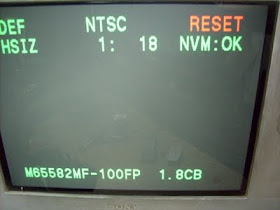 DEF NTSC RESET
HSIZ 1: 18 NVM:OK
M65582MF-100FP 1.8CB